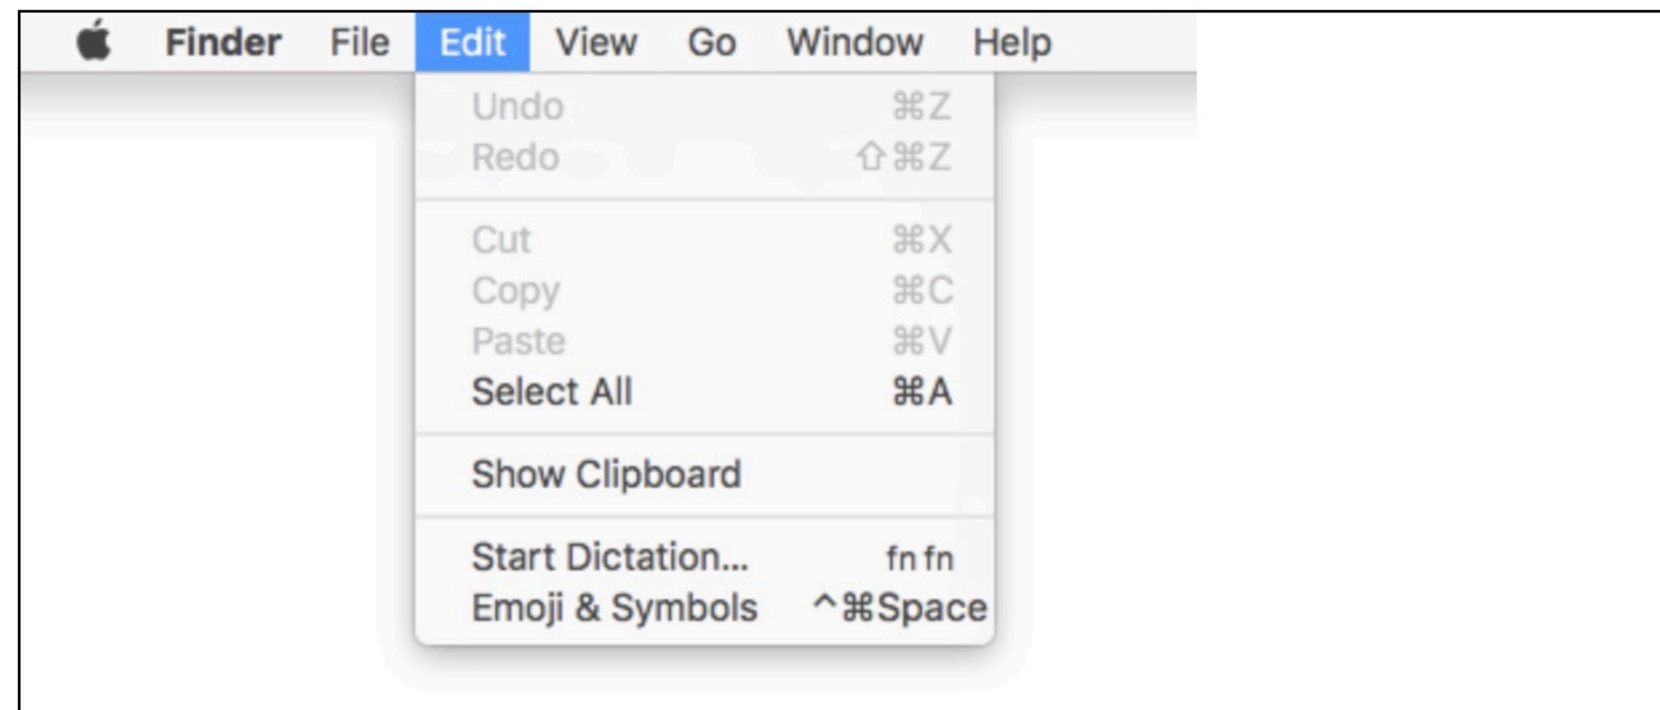 Finder File Edit View Go Window Help
Undo ⌘Z
Redo ⇧⌘Z
Cut ⌘X
Copy ⌘C
Paste ⌘V
Select All ⌘A
Show Clipboard
Start Dictation... fn fn
Emoji & Symbols ^⌘Space